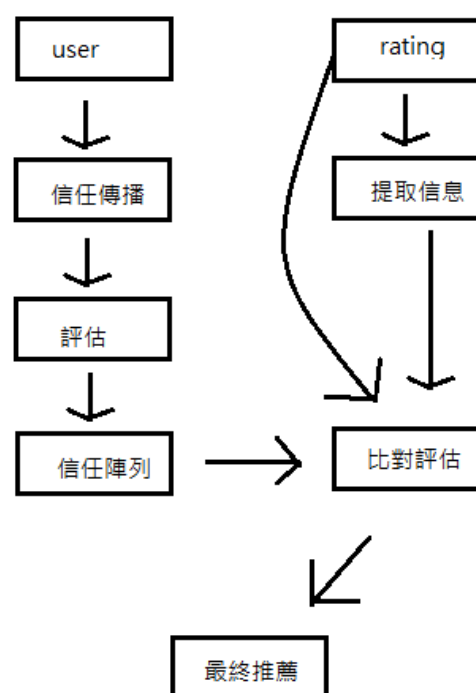 user
rating
信任傳播
提取信息
評估
信任陣列
比對評估
最終推薦